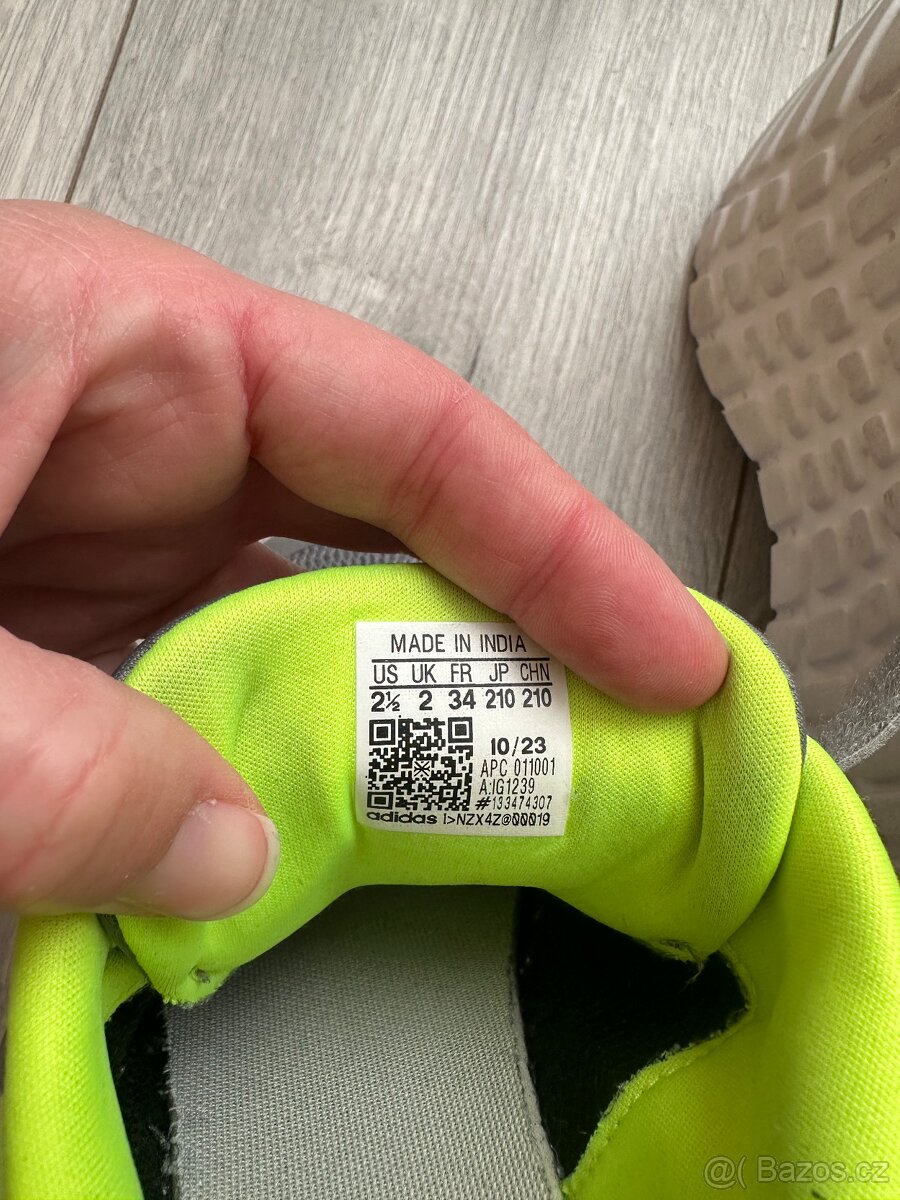 MADE IN INDIA
US UK FR JP CHN
2½ 2 34 210 210
10/23
APC 011001
A:IG1239
#133474307
adidas I>NZX4Z@00019
@( Bazos.cz